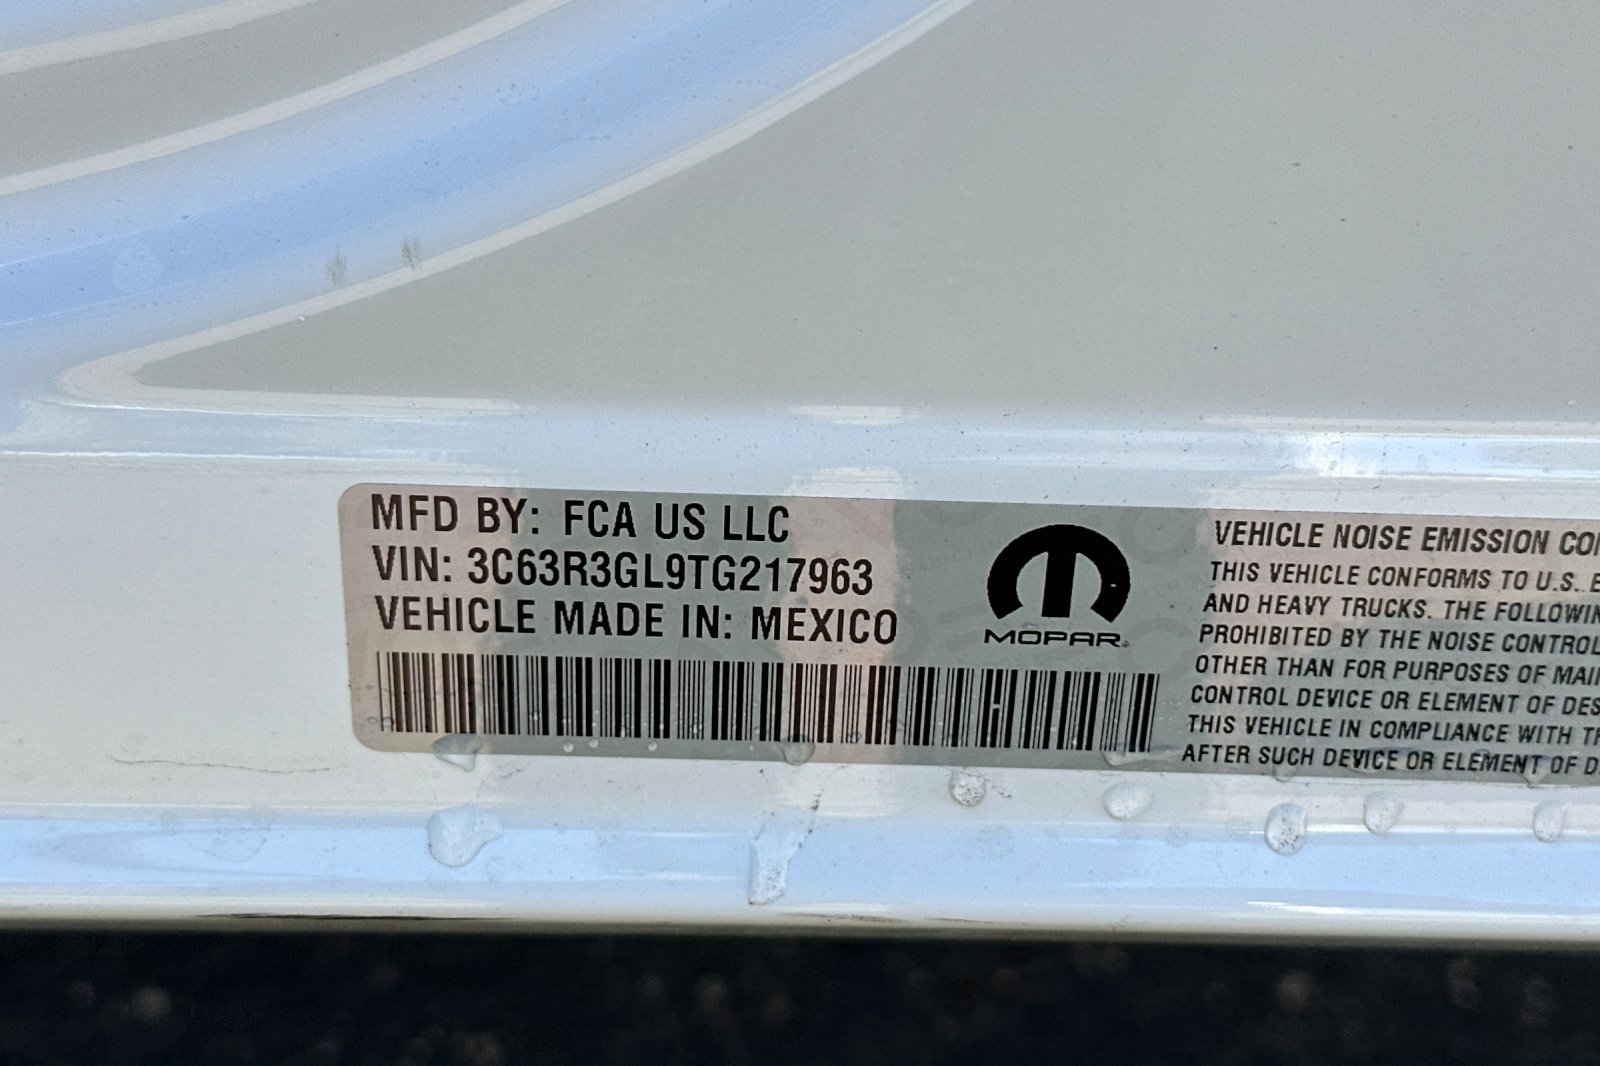 MFD BY: FCA US LLC
VIN: 3C63R3GL9TG217963
VEHICLE MADE IN: MEXICO
MOPAR®
VEHICLE NOISE EMISSION
THIS VEHICLE CONFORMS TO U.S.
AND HEAVY TRUCKS. THE
PROHIBITED BY THE NOISE CONTROL
OTHER THAN FOR PURPOSES OF
CONTROL DEVICE OR ELEMENT OF
THIS VEHICLE IN COMPLIANCE WITH
AFTER SUCH DEVICE OR ELEMENT OF